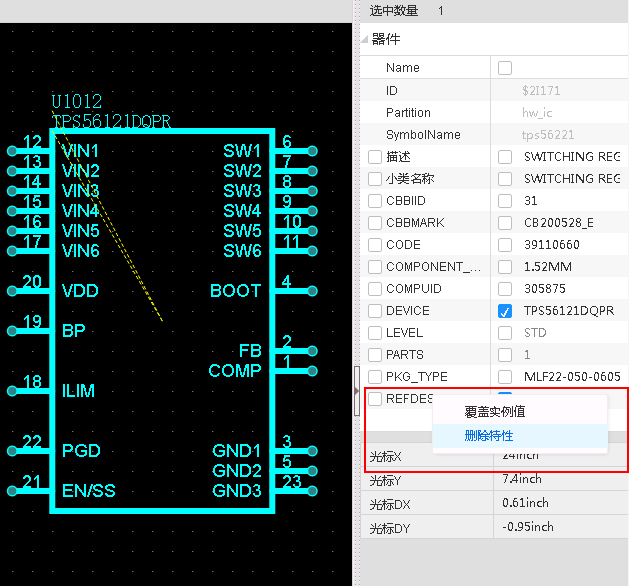 U1012
TPS56121DQPR
12 VIN1 SW1 6
13 VIN2 SW2 7
14 VIN3 SW3 8
15 VIN4 SW4 9
16 VIN5 SW5 10
17 VIN6 SW6 11
20 VDD BOOT 4
19 BP
FB 2
COMP 1
18 ILIM
22 PGD GND1 3
GND2 5
21 EN/SS GND3 23
选中数量 1
器件
Name
ID $2I171
Partition hw_ic
SymbolName tps56221
描述 SWITCHING REG
小类名称 SWITCHING REG
CBBIID 31
CBBMARK CB200528_E
CODE 39110660
COMPONENT_... 1.52MM
COMPUID 305875
DEVICE TPS56121DQPR
LEVEL STD
PARTS 1
PKG_TYPE MLF22-050-0605
REFDES
覆盖实例值
删除特性
光标X 24inch
光标Y 7.4inch
光标DX 0.61inch
光标DY -0.95inch